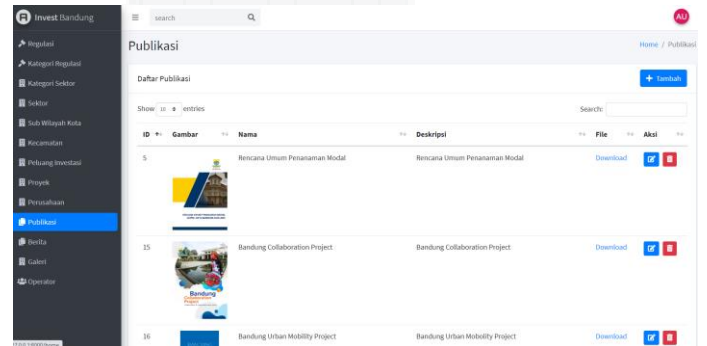 Invest Bandung
search
AU
Regulasi
Kategori Regulasi
Kategori Sektor
Sektor
Sub Wilayah Kota
Kecamatan
Peluang Investasi
Proyek
Perusahaan
Publikasi
Berita
Galeri
Operator
Publikasi
Home / Publikasi
Daftar Publikasi
+ Tambah
Show 10 entries
Search:
ID Gambar Nama Deskripsi File Aksi
5 Rencana Umum Penanaman Modal Rencana Umum Penanaman Modal Download
15 Bandung Collaboration Project Bandung Collaboration Project Download
Bandung
Collaboration
Project
16 Bandung Urban Mobility Project Bandung Urban Mobolity Project Download